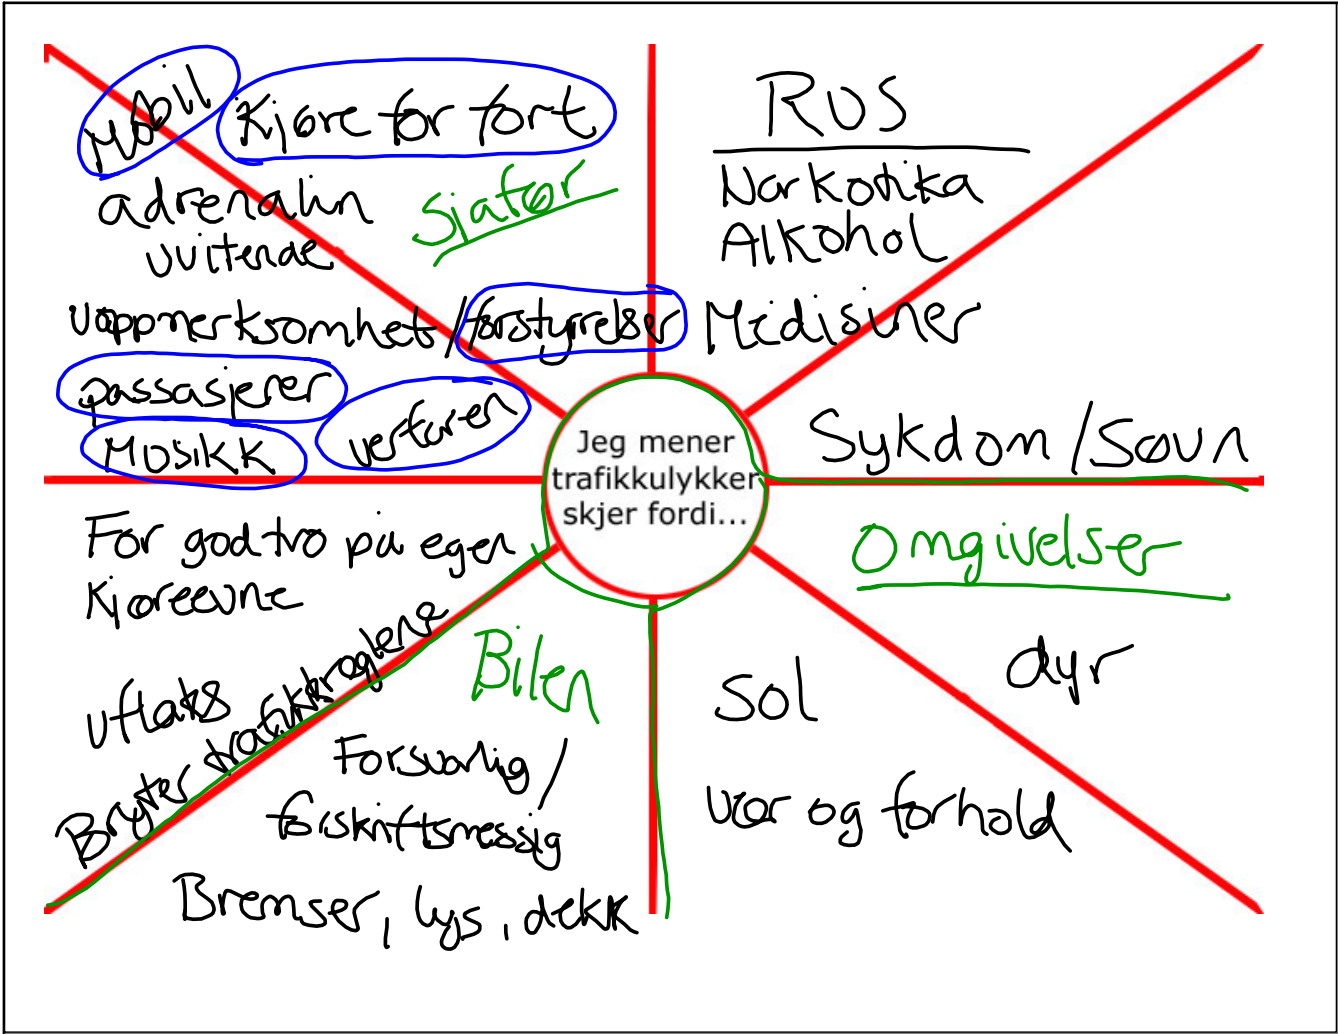 Mobil
Kjøre for fort
adrenalin
Sjafør
uvitende
uoppmerksomhet/forstyrrelser
passasjerer
Musikk
uerfaren
RUS
Narkotika
Alkohol
Medisiner
Sykdom/Søvn
Jeg mener
trafikkulykker
skjer fordi...
For god tro på egen
Kjøreevne
uflaks
Bryter trafikkreglene
Bilen
Forsvarlig/
forskriftsmessig
Bremser, lys, dekk
Omgivelser
dyr
Sol
Vær og forhold